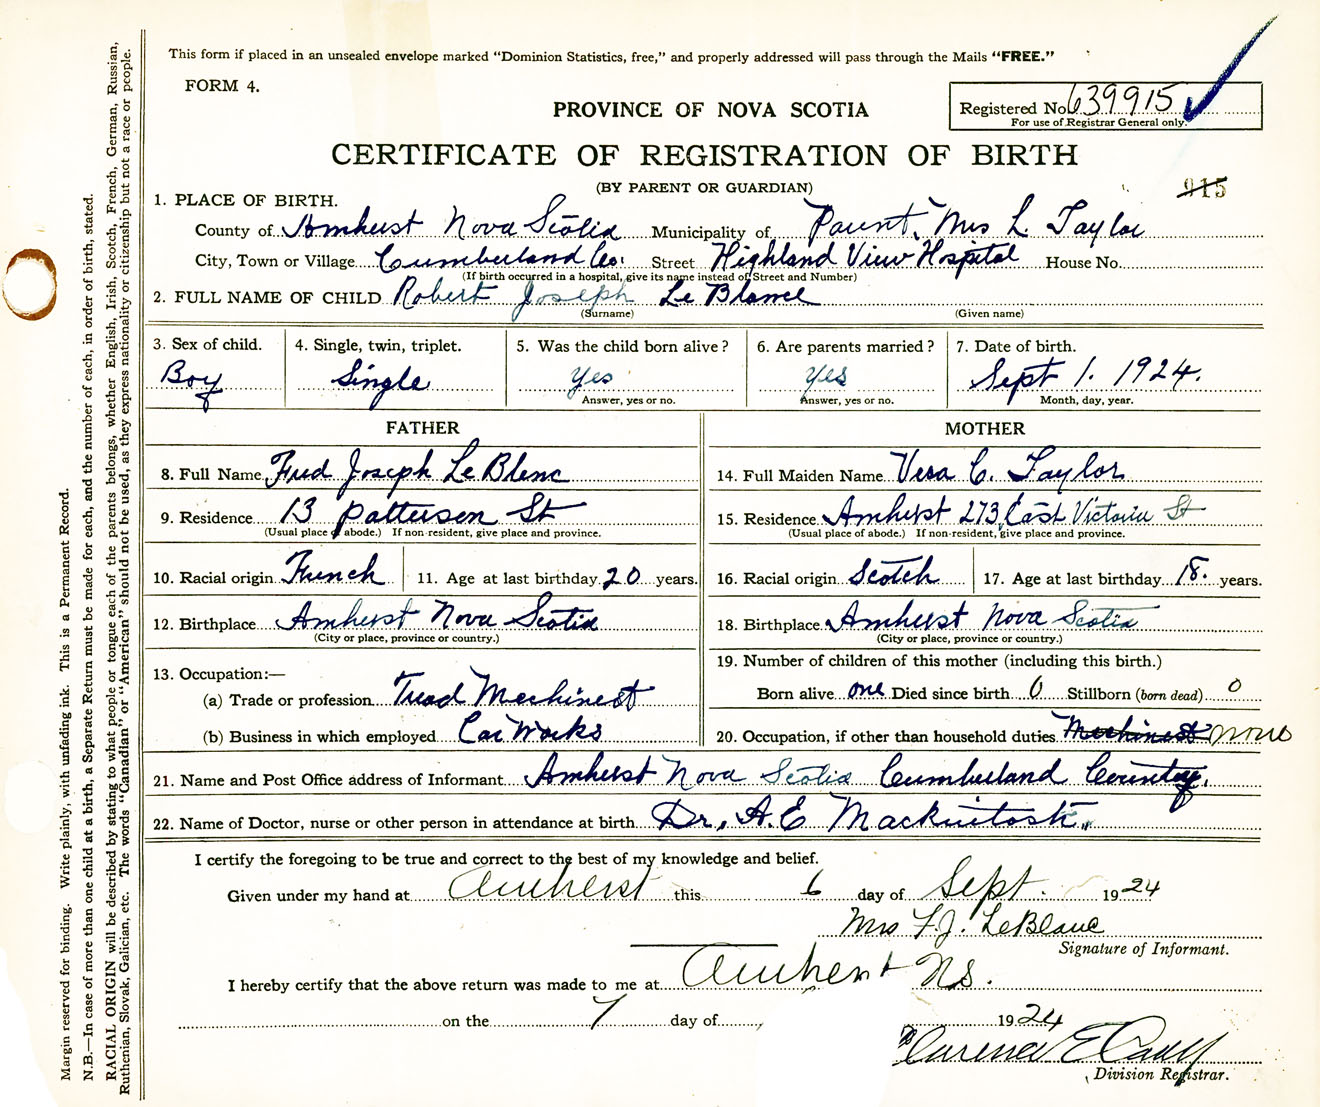 This form if placed in an unsealed envelope marked “Dominion Statistics, free,” and properly addressed will pass through the Mails “FREE.”
FORM 4.
Registered No. 639915
For use of Registrar General only.
PROVINCE OF NOVA SCOTIA
CERTIFICATE OF REGISTRATION OF BIRTH
(BY PARENT OR GUARDIAN)
915
1. PLACE OF BIRTH.
County of Amherst Nova Scotia Municipality of Parent, Mrs L. Taylor
City, Town or Village Cumberland Co. Street Highland View Hospital House No.
(If birth occurred in a hospital, give its name instead of Street and Number)
2. FULL NAME OF CHILD Robert Joseph Le Blance
(Surname) (Given name)
3. Sex of child. 4. Single, twin, triplet. 5. Was the child born alive? 6. Are parents married? 7. Date of birth.
Boy Single Yes Yes Sept 1. 1924.
Answer, yes or no. Answer, yes or no. Month, day, year.
FATHER
8. Full Name Fred Joseph Le Blenc
9. Residence 13 Patterson St
(Usual place of abode.) If non-resident, give place and province.
10. Racial origin French 11. Age at last birthday 20 years.
12. Birthplace Amherst Nova Scotia
(City or place, province or country.)
13. Occupation:—
(a) Trade or profession Mechinest
(b) Business in which employed Car Works
MOTHER
14. Full Maiden Name Vera C. Taylor
15. Residence Amherst 273 East Victoria St
(Usual place of abode.) If non-resident, give place and province.
16. Racial origin Scotch 17. Age at last birthday 18. years.
18. Birthplace Amherst Nova Scotia
(City or place, province or country.)
19. Number of children of this mother (including this birth.)
Born alive one Died since birth 0 Stillborn (born dead) 0
20. Occupation, if other than household duties Mechinest none
21. Name and Post Office address of Informant Amherst Nova Scotia Cumberland County.
22. Name of Doctor, nurse or other person in attendance at birth Dr. A. E Mackintosh.
I certify the foregoing to be true and correct to the best of my knowledge and belief.
Given under my hand at Amherst this 6 day of Sept. 1924
Mrs F. J. LeBlanc
Signature of Informant.
I hereby certify that the above return was made to me at Amherst NS.
on the 7 day of 1924
Clarence E
Division Registrar.
Margin reserved for binding. Write plainly, with unfading ink. This is a Permanent Record.
N.B.—In case of more than one child at a birth, a Separate Return must be made for each, and the number of each, in order of birth, stated.
RACIAL ORIGIN will be described by stating to what people or tongue each of the parents belongs, whether English, Irish, Scotch, French, German, Russian,
Ruthenian, Slovak, Galician, etc. The words “Canadian” or “American” should not be used, as they express nationality or citizenship but not a race or people.